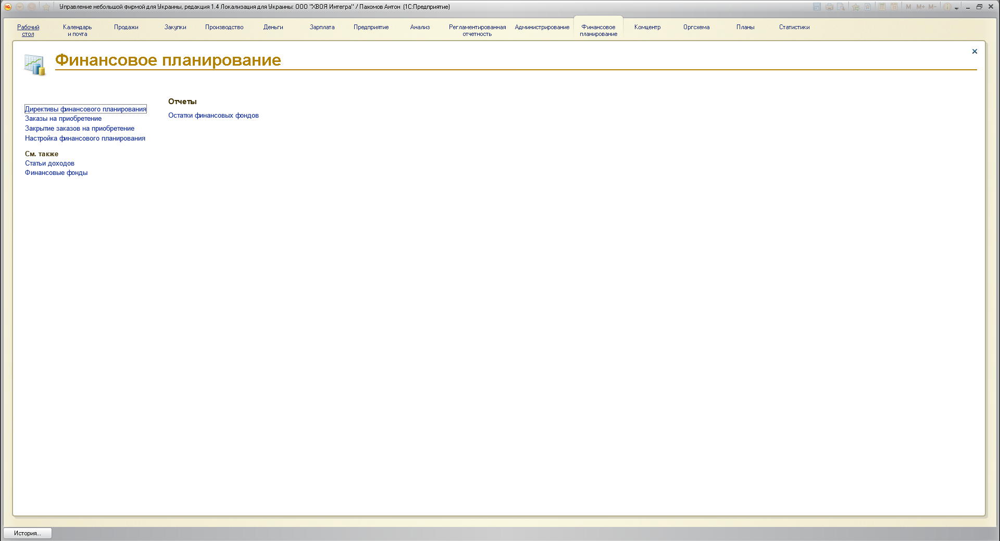 Управление небольшой фирмой для Украины, редакция 1.4 Локализация для Украины: ООО "ХВОЯ Интегра" / Пахомов Антон (1С:Предприятие)
M M+ M-
Рабочий стол
Календарь и почта
Продажи
Закупки
Производство
Деньги
Зарплата
Предприятие
Анализ
Регламентированная отчетность
Администрирование
Финансовое планирование
Комцентр
Оргсхема
Планы
Статистики
Финансовое планирование
Директивы финансового планирования
Заказы на приобретение
Закрытие заказов на приобретение
Настройка финансового планирования
См. также
Статьи доходов
Финансовые фонды
Отчеты
Остатки финансовых фондов
История...